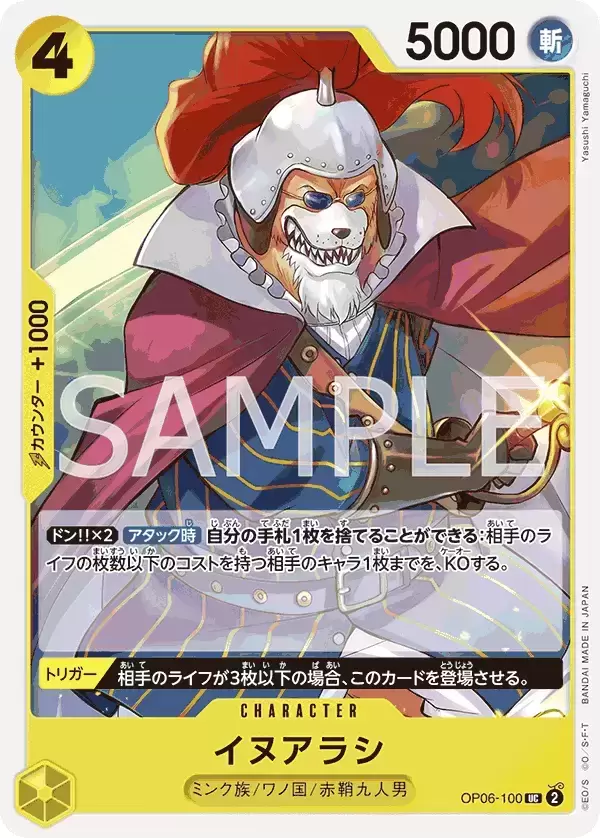 4
5000
斬
Yasushi Yamaguchi
カウンター +1000
SAMPLE
ドン!!×2 アタック時 自分の手札1枚を捨てることができる:相手のラ
イフの枚数以下のコストを持つ相手のキャラ1枚までを、KOする。
トリガー 相手のライフが3枚以下の場合、このカードを登場させる。
CHARACTER
イヌアラシ
ミンク族/ワノ国/赤鞘九人男
OP06-100 UC 2
©E/S ©O／S・F・T BANDAI MADE IN JAPAN